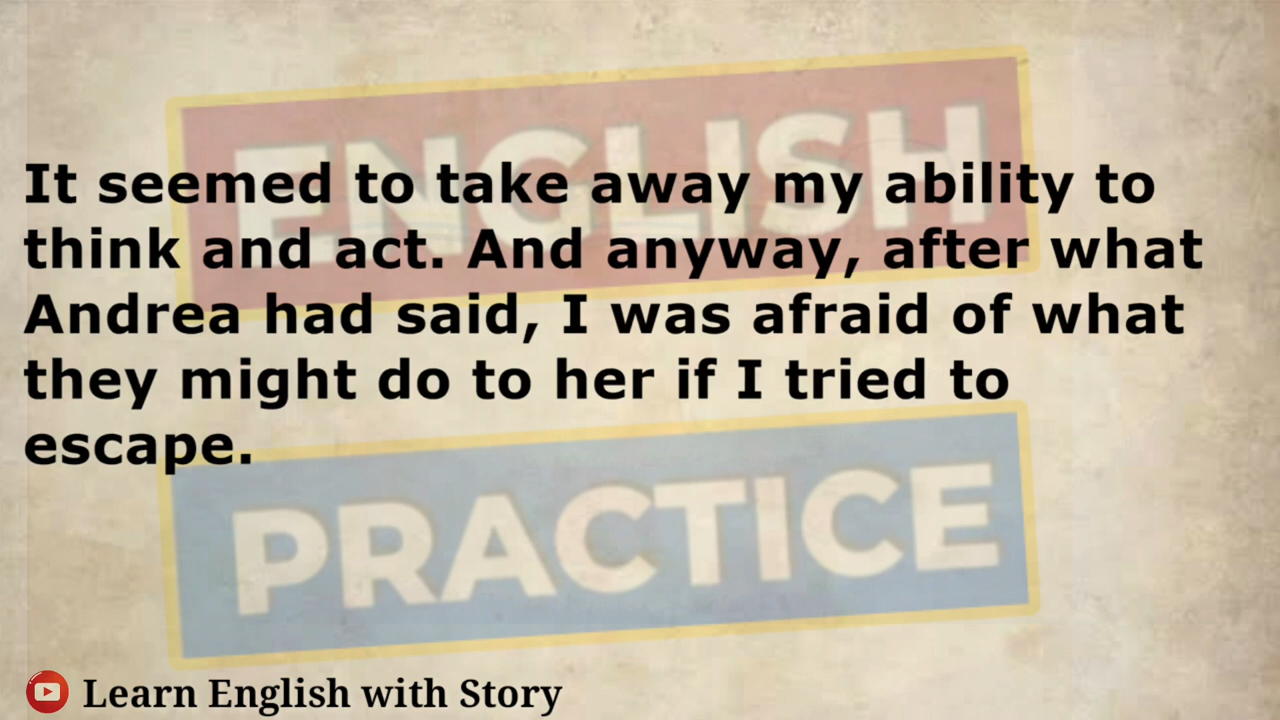 ENGLISH
It seemed to take away my ability to
think and act. And anyway, after what
Andrea had said, I was afraid of what
they might do to her if I tried to
escape.
PRACTICE
Learn English with Story